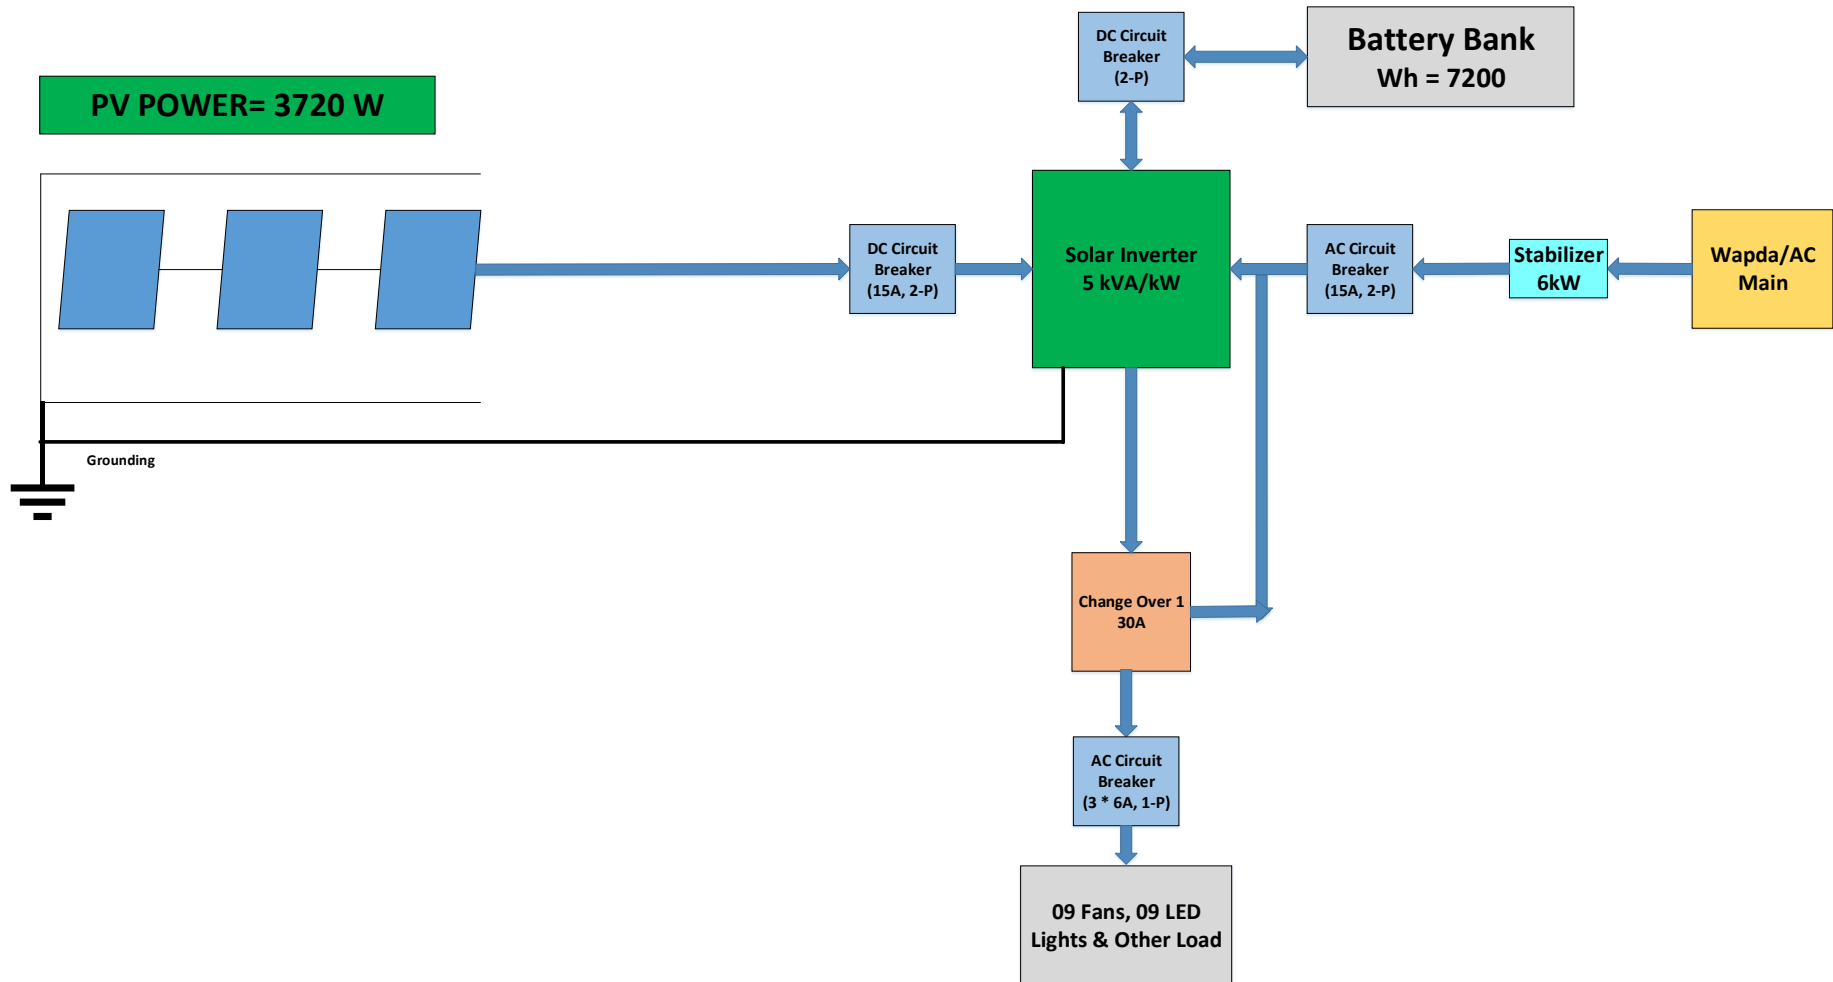 DC Circuit
Breaker
(2-P)
Battery Bank
Wh = 7200
PV POWER= 3720 W
DC Circuit
Breaker
(15A, 2-P)
Solar Inverter
5 kVA/kW
AC Circuit
Breaker
(15A, 2-P)
Stabilizer
6kW
Wapda/AC
Main
Grounding
Change Over 1
30A
AC Circuit
Breaker
(3 * 6A, 1-P)
09 Fans, 09 LED
Lights & Other Load